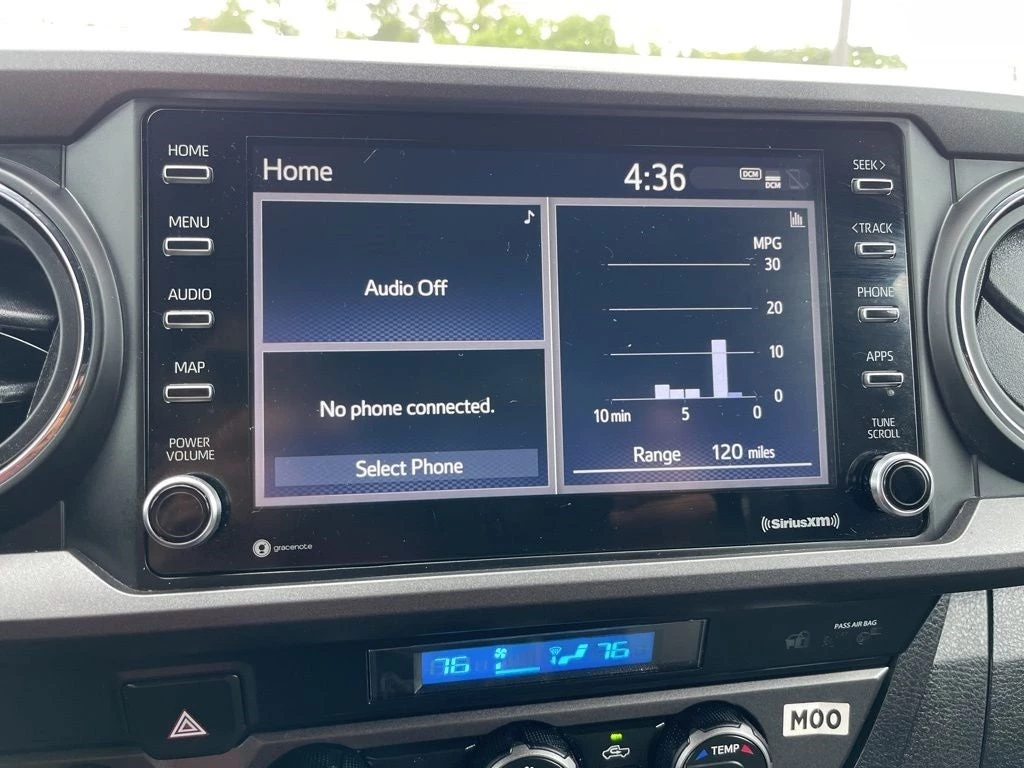 HOME
MENU
AUDIO
MAP
POWER
VOLUME
Home
4:36
DCM
DCM
Audio Off
No phone connected.
Select Phone
MPG
30
20
10
0
10 min 5 0
Range 120 miles
SEEK >
< TRACK
PHONE
APPS
TUNE
SCROLL
gracenote
((SiriusXM))
76 76
PASS AIR BAG
MOO
TEMP